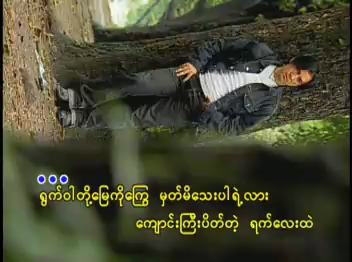 ရွက်ဝါတို့မြေကိုကြွေ မှတ်မိသေးပါရဲ့လား
ကျောင်းကြီးပိတ်တဲ့ ရက်လေးထဲ